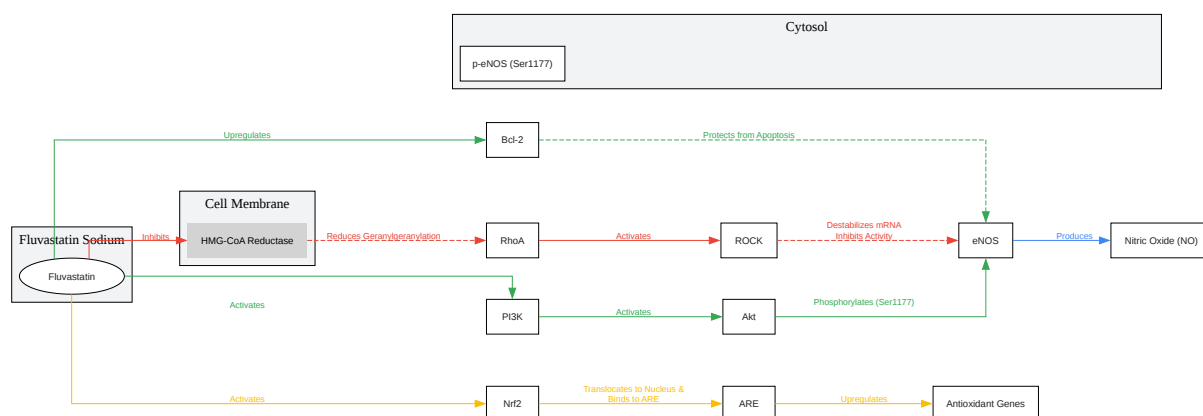 Cytosol
p-eNOS (Ser1177)
Upregulates
Bcl-2
Protects from Apoptosis
Cell Membrane
Fluvastatin Sodium
Inhibits
HMG-CoA Reductase
Reduces Geranylgeranylation
RhoA
Activates
ROCK
Destabilizes mRNA
Inhibits Activity
eNOS
Produces
Nitric Oxide (NO)
Fluvastatin
Activates
PI3K
Activates
Akt
Phosphorylates (Ser1177)
Activates
Nrf2
Translocates to Nucleus &
Binds to ARE
ARE
Upregulates
Antioxidant Genes